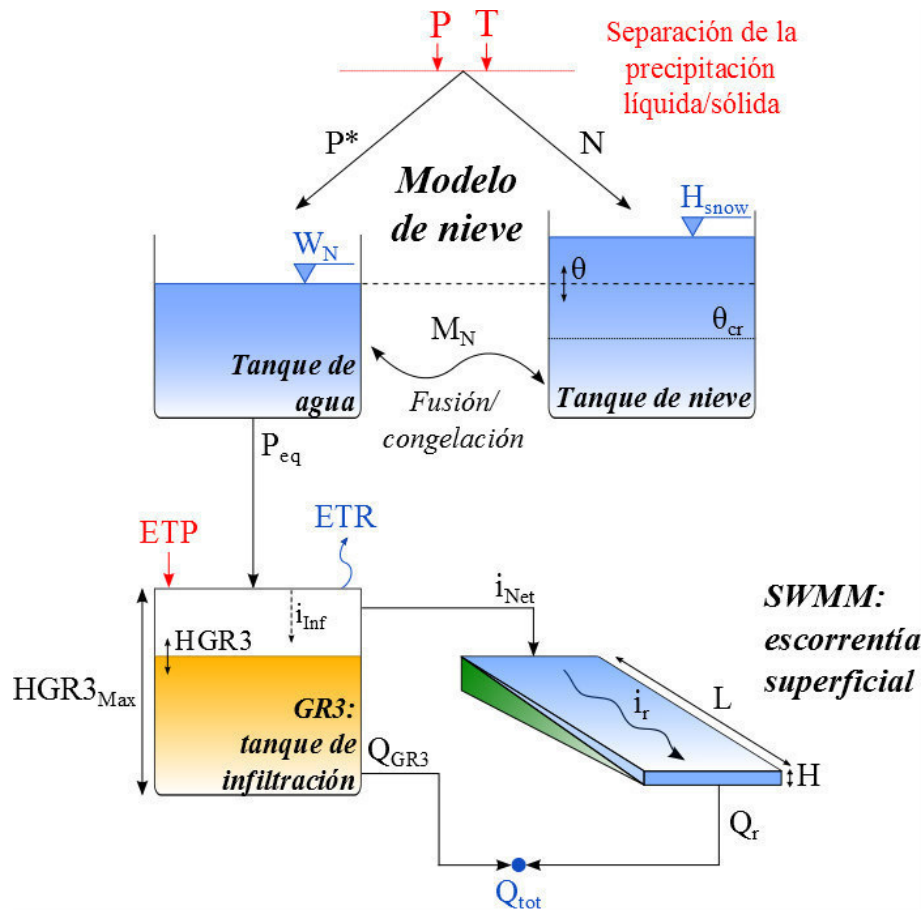 P T
Separación de la
precipitación
líquida/sólida
P*
N
Modelo
de nieve
W_N
H_snow
θ
θ_cr
M_N
Tanque de
agua
Fusión/
congelación
Tanque de nieve
P_eq
ETP
ETR
i_Inf
i_Net
HGR3
HGR3_Max
SWMM:
escorrentía
superficial
L
i_r
GR3:
tanque de
infiltración
Q_GR3
H
Q_r
Q_tot